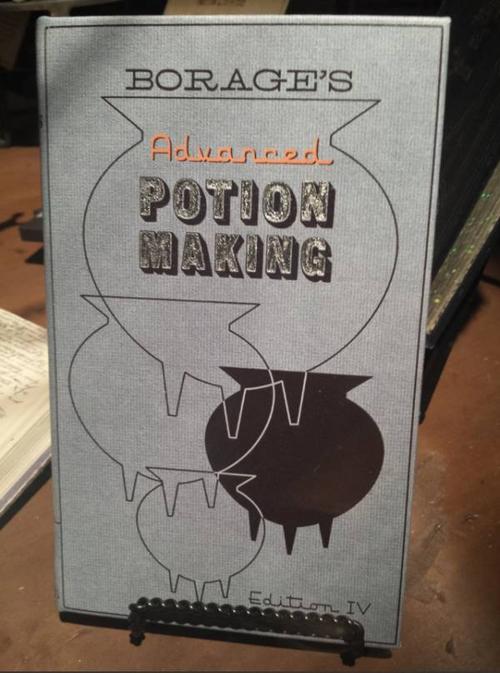 BORAGE'S
Advanced
POTION
MAKING
Edition IV